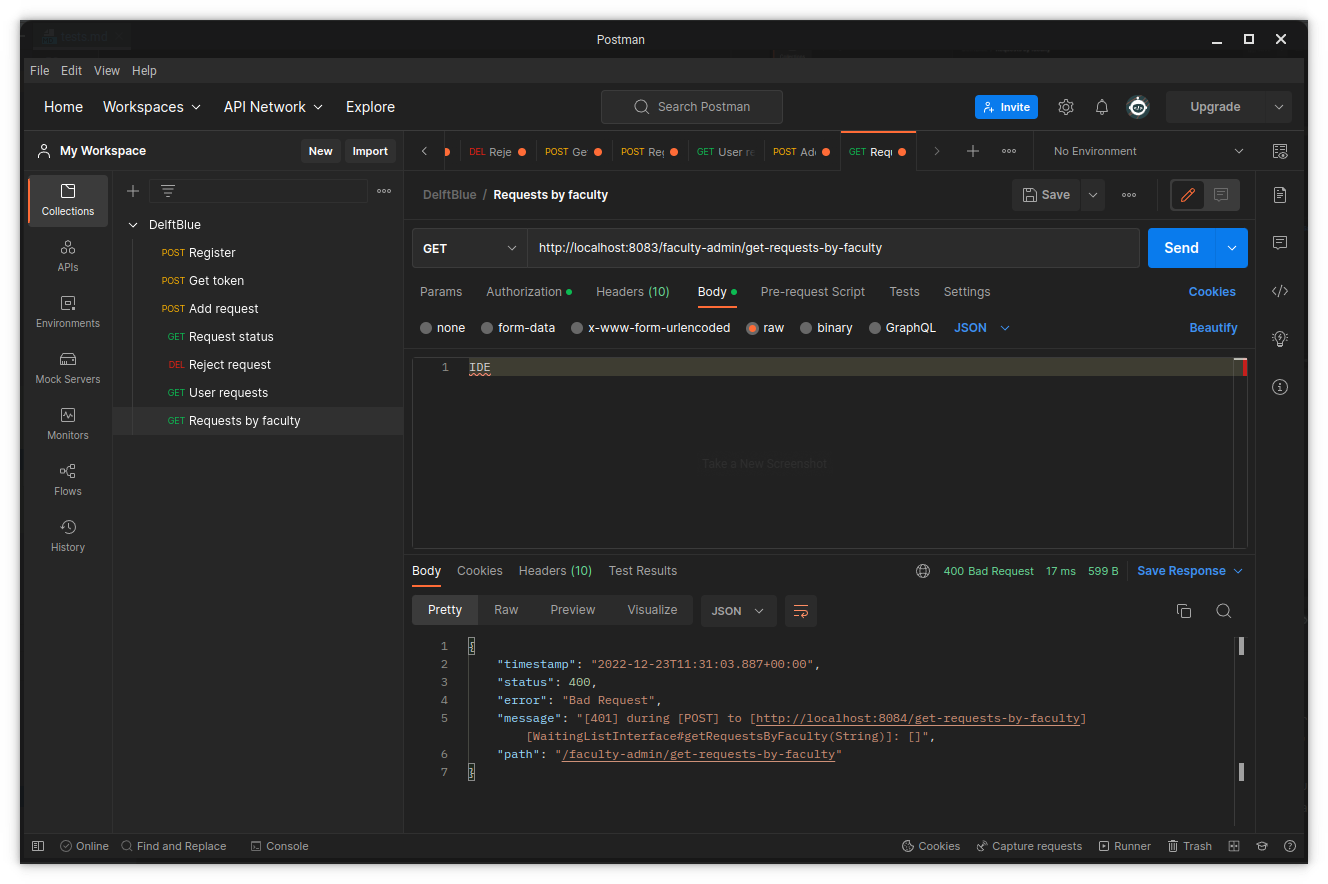 Postman
File Edit View Help
Home Workspaces API Network Explore Search Postman Invite Upgrade
My Workspace New Import
DEL Reje POST Ge POST Reg GET User re POST Add GET Requ No Environment
Collections
APIs
Environments
Mock Servers
Monitors
Flows
History
DelftBlue
POST Register
POST Get token
POST Add request
GET Request status
DEL Reject request
GET User requests
GET Requests by faculty
DelftBlue / Requests by faculty Save
GET http://localhost:8083/faculty-admin/get-requests-by-faculty Send
Params Authorization Headers (10) Body Pre-request Script Tests Settings Cookies
none form-data x-www-form-urlencoded raw binary GraphQL JSON Beautify
1 IDE
Take a New Screenshot
Body Cookies Headers (10) Test Results 400 Bad Request 17 ms 599 B Save Response
Pretty Raw Preview Visualize JSON
1 {
2 "timestamp": "2022-12-23T11:31:03.887+00:00",
3 "status": 400,
4 "error": "Bad Request",
5 "message": "[401] during [POST] to [http://localhost:8084/get-requests-by-faculty]
[WaitingListInterface#getRequestsByFaculty(String)]: []",
6 "path": "/faculty-admin/get-requests-by-faculty"
7 }
Online Find and Replace Console Cookies Capture requests Runner Trash